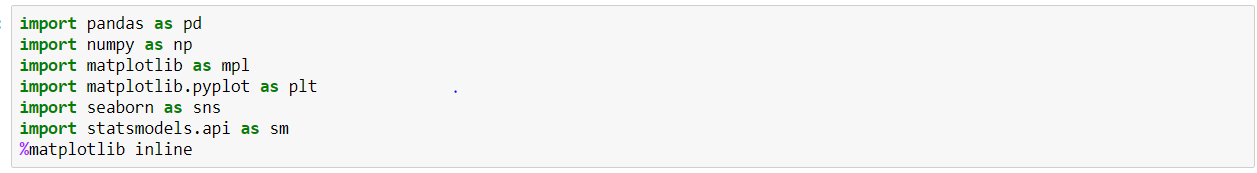 import pandas as pd
import numpy as np
import matplotlib as mpl
import matplotlib.pyplot as plt
import seaborn as sns
import statsmodels.api as sm
%matplotlib inline